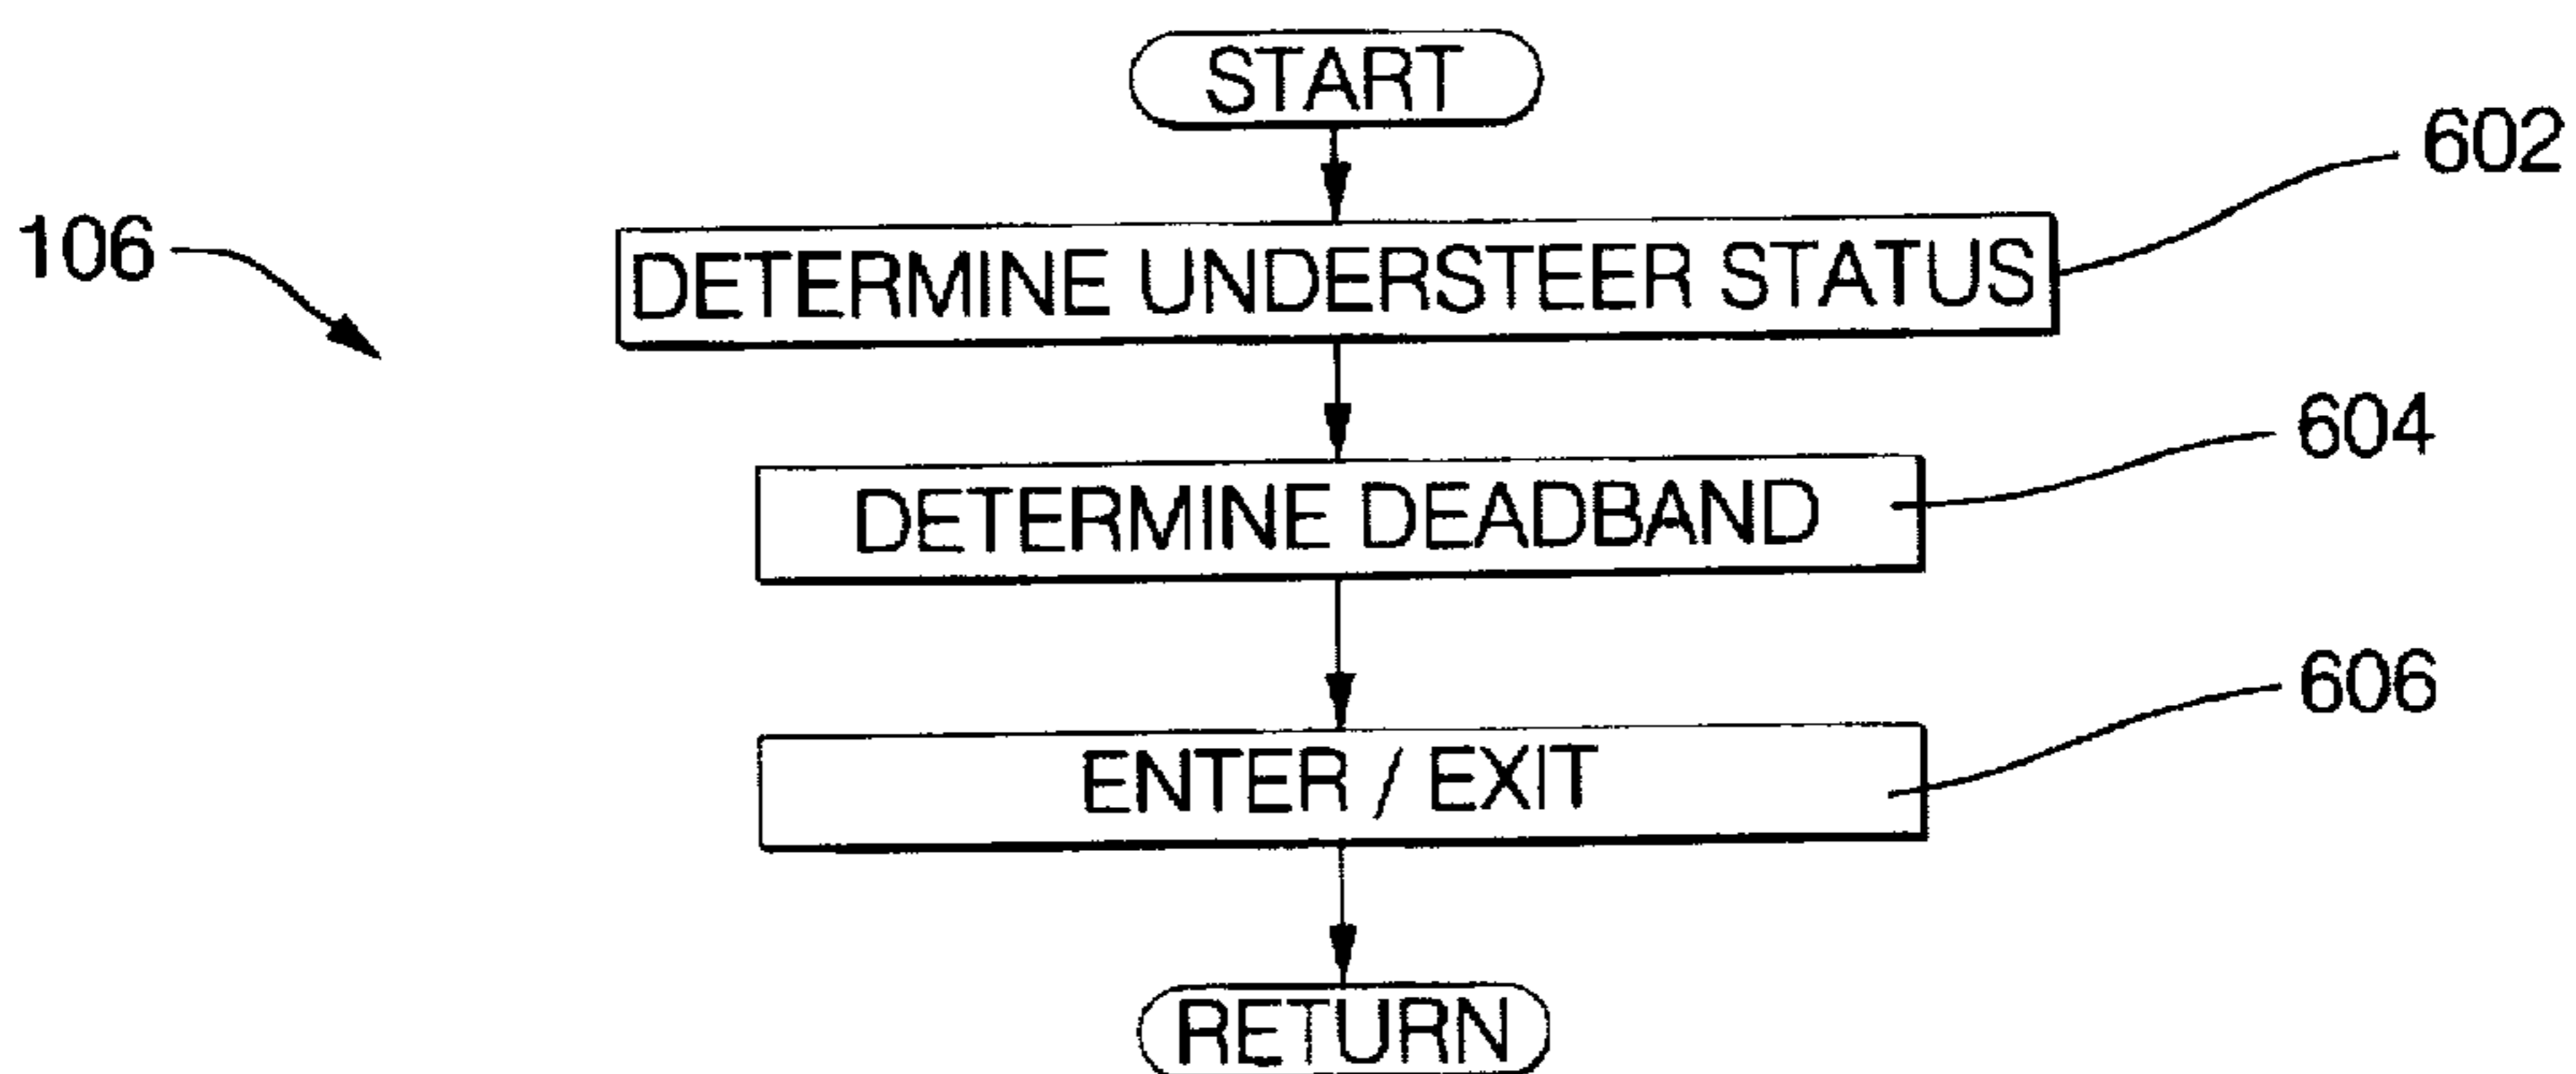 START
602
106
DETERMINE UNDERSTEER STATUS
604
DETERMINE DEADBAND
606
ENTER / EXIT
RETURN